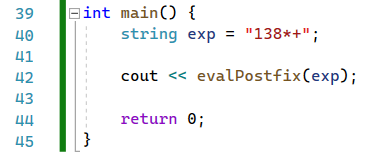 39 int main() {
40 string exp = "138*+";
41
42 cout << evalPostfix(exp);
43
44 return 0;
45 }